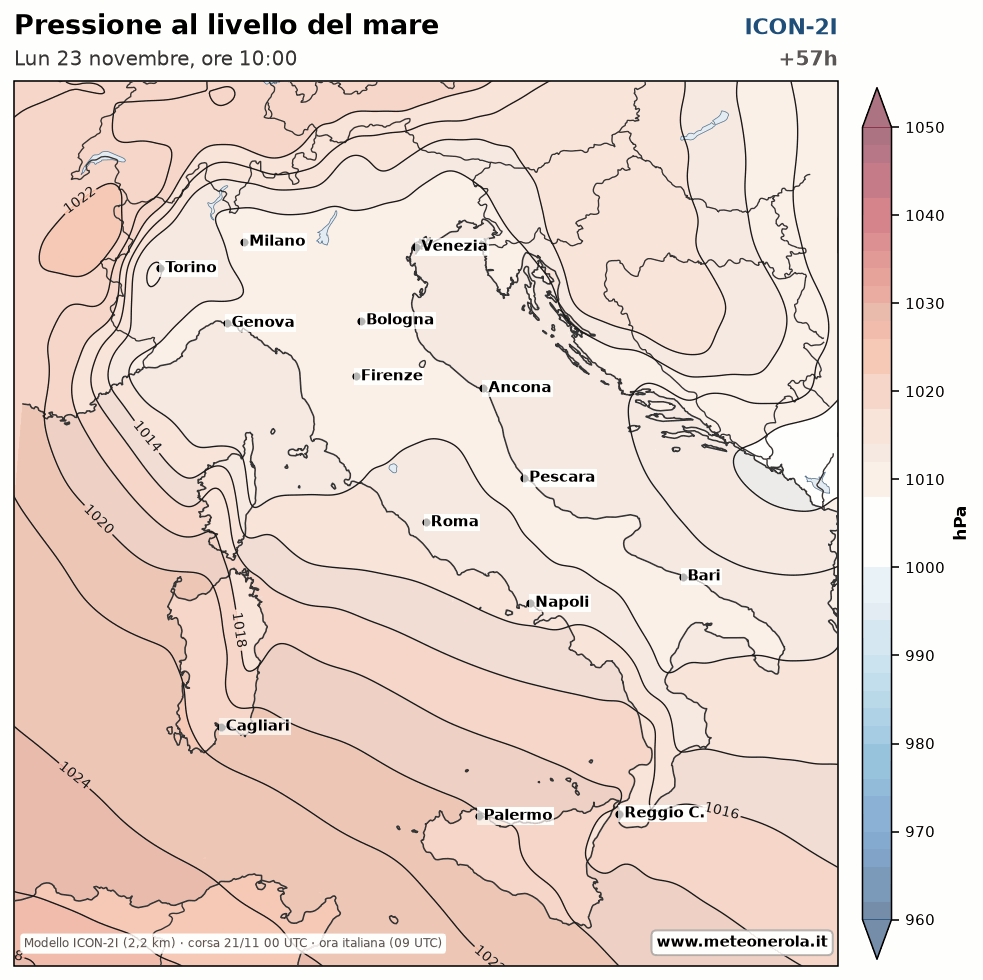 Pressione al livello del mare
ICON-2I
Lun 23 novembre, ore 10:00
+57h
1022
Milano
Venezia
Torino
Genova
Bologna
Firenze
Ancona
1014
Pescara
1020
Roma
Bari
Napoli
1018
Cagliari
1024
Palermo
Reggio C.
1016
Modello ICON-2I (2,2 km) · corsa 21/11 00 UTC · ora italiana (09 UTC)
www.meteonerola.it
1050
1040
1030
1020
1010
1000
990
980
970
960
hPa